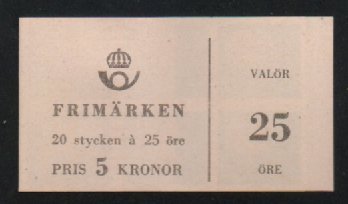 FRIMÄRKEN
20 stycken à 25 öre
PRIS 5 KRONOR
VALÖR
25
ÖRE